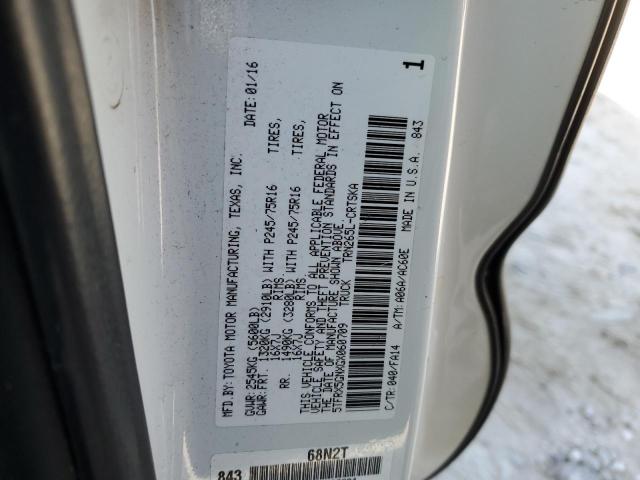 MFD. BY: TOYOTA MOTOR MANUFACTURING, TEXAS, INC. DATE: 01/16
GVWR: 2545KG (5600LB)
GAWR: FRT. 1320KG (2910LB) WITH P245/75R16 TIRES,
16X7J RIMS
RR. 1490KG (3280LB) WITH P245/75R16 TIRES,
16X7J RIMS
THIS VEHICLE CONFORMS TO ALL APPLICABLE FEDERAL MOTOR
VEHICLE SAFETY AND THEFT PREVENTION STANDARDS IN EFFECT ON
THE DATE OF MANUFACTURE SHOWN ABOVE.
5TFRX5GNXGX060709 TRUCK TRN265L-CRTSKA
C/TR: 040/FA14 A/TM: A06A/AC60E MADE IN U.S.A. 843
1
68N2T
843